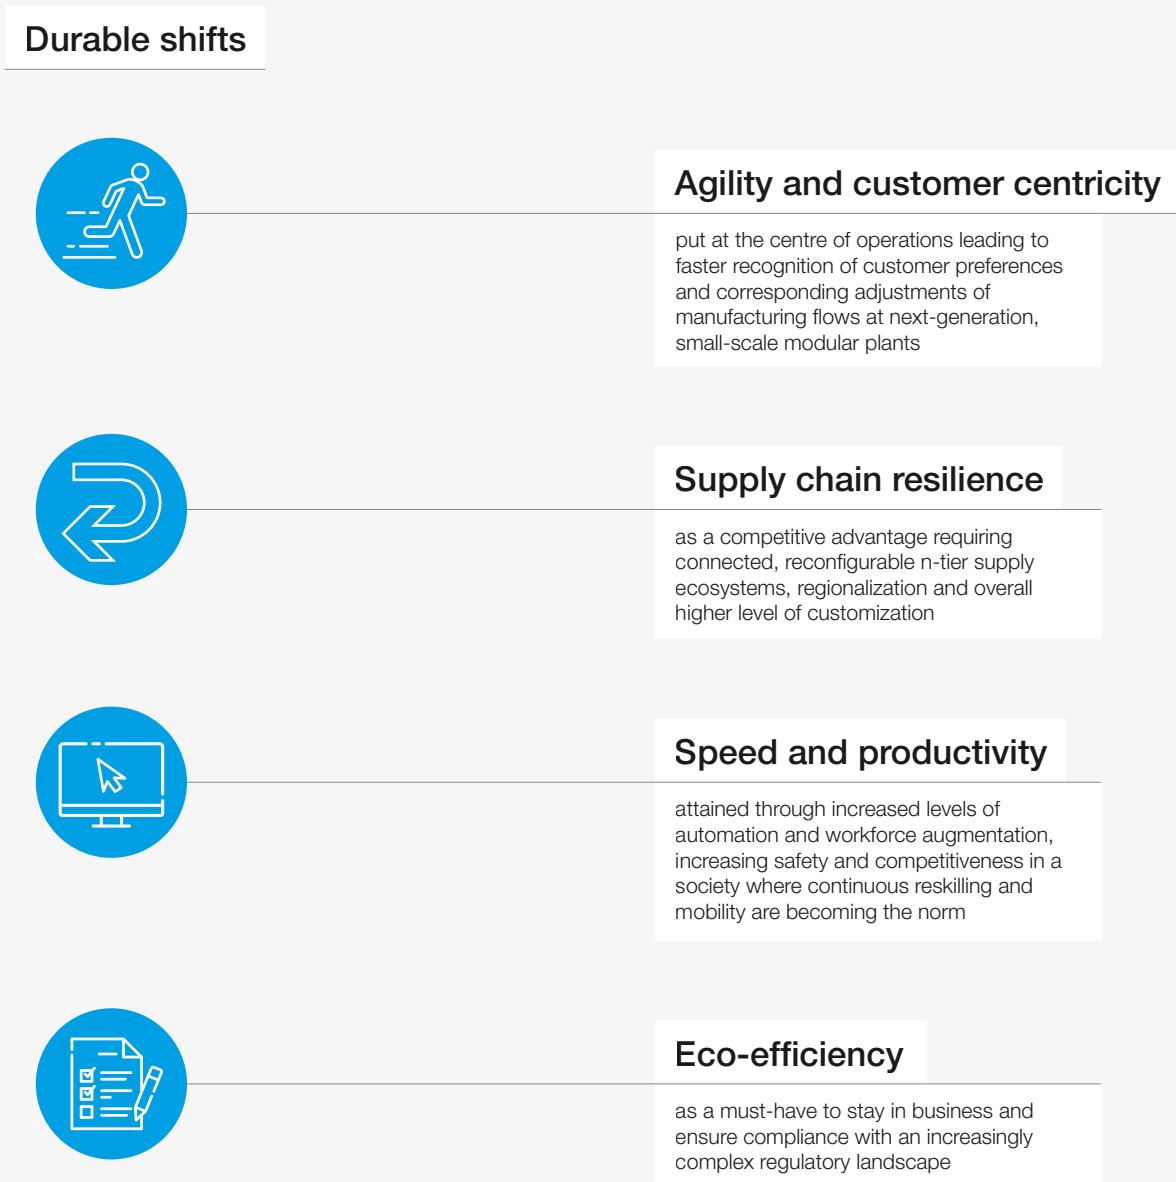 Durable shifts
Agility and customer centricity
put at the centre of operations leading to
faster recognition of customer preferences
and corresponding adjustments of
manufacturing flows at next-generation,
small-scale modular plants
Supply chain resilience
as a competitive advantage requiring
connected, reconfigurable n-tier supply
ecosystems, regionalization and overall
higher level of customization
Speed and productivity
attained through increased levels of
automation and workforce augmentation,
increasing safety and competitiveness in a
society where continuous reskilling and
mobility are becoming the norm
Eco-efficiency
as a must-have to stay in business and
ensure compliance with an increasingly
complex regulatory landscape